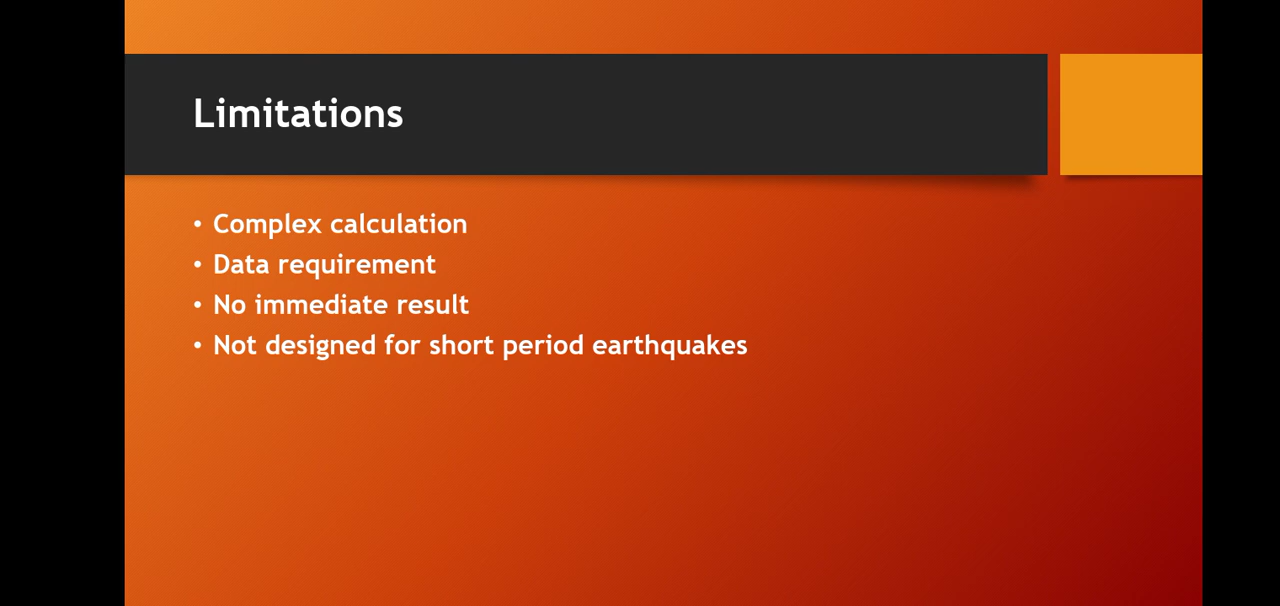 Limitations
• Complex calculation
• Data requirement
• No immediate result
• Not designed for short period earthquakes